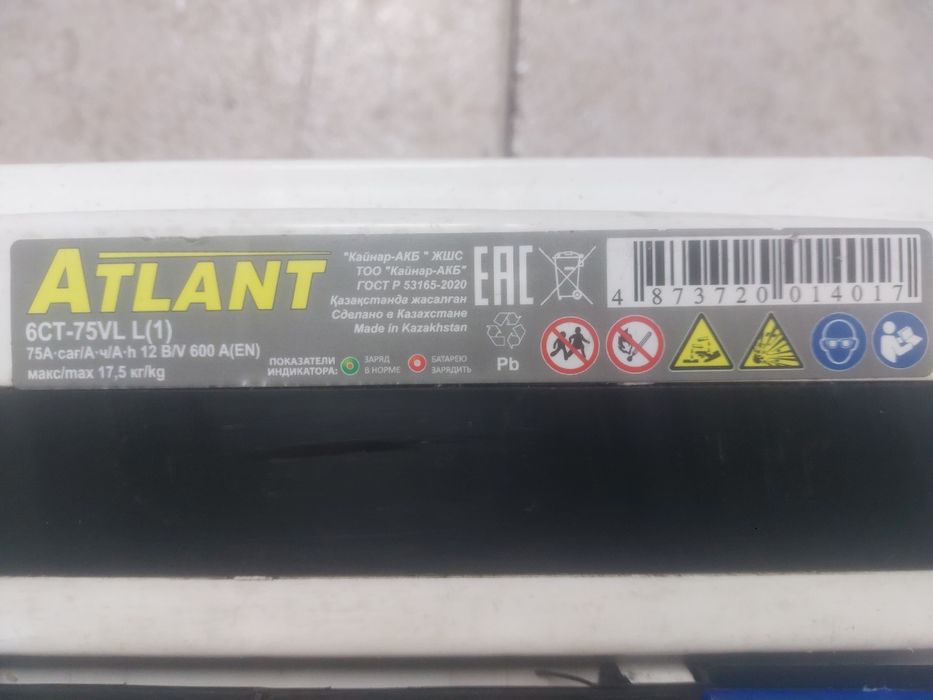 ATLANT
6СТ-75VL L(1)
75А·сағ/А·ч/A·h 12 В/V 600 A(EN)
макс/max 17,5 кг/kg
"Кайнар-АКБ" ЖШС
ТОО "Кайнар-АКБ"
ГОСТ Р 53165-2020
Қазақстанда жасалған
Сделано в Казахстане
Made in Kazakhstan
ПОКАЗАТЕЛИ
ИНДИКАТОРА:
ЗАРЯД
В НОРМЕ
БАТАРЕЮ
ЗАРЯДИТЬ
EAC
Pb
4 873720 014017